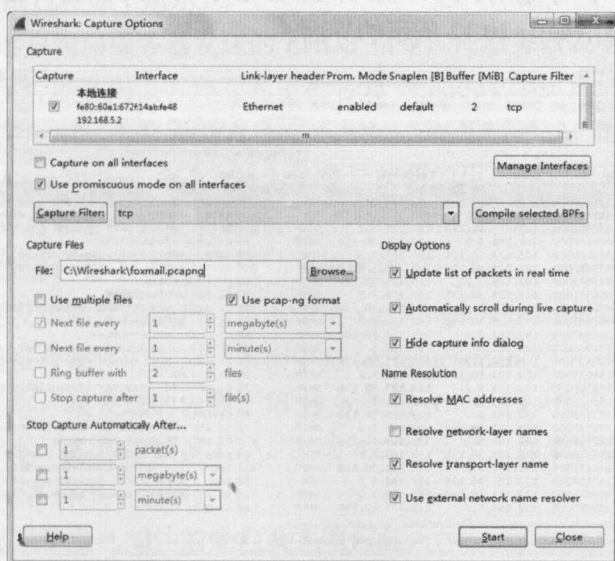 Wireshark: Capture Options
Capture
Capture Interface Link-layer header Prom. Mode Snaplen [B] Buffer [MiB] Capture Filter
本地连接
fe80::60e1:672f:14ab:fe48 Ethernet enabled default 2 tcp
192.168.5.2
Capture on all interfaces
Manage Interfaces
Use promiscuous mode on all interfaces
Capture Filter: tcp Compile selected BPFs
Capture Files
File: C:\Wireshark\foxmail.pcapng Browse...
Use multiple files Use pcap-ng format
Next file every 1 megabyte(s)
Next file every 1 minute(s)
Ring buffer with 2 files
Stop capture after 1 file(s)
Stop Capture Automatically After...
1 packet(s)
1 megabyte(s)
1 minute(s)
Display Options
Update list of packets in real time
Automatically scroll during live capture
Hide capture info dialog
Name Resolution
Resolve MAC addresses
Resolve network-layer names
Resolve transport-layer name
Use external network name resolver
Help Start Close